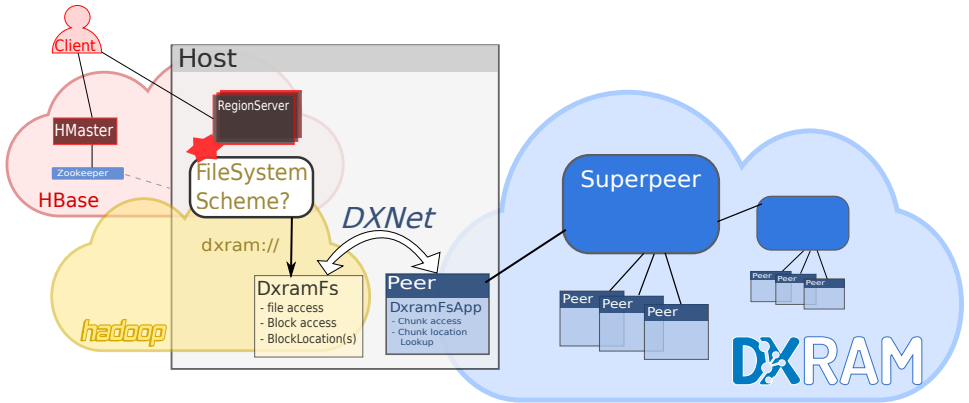 Client
Host
RegionServer
HMaster
Zookeeper
HBase
FileSystem
Scheme?
dxram://
DXNet
DxramFs
- file access
- Block access
- BlockLocation(s)
hadoop
Peer
DxramFsApp
- Chunk access
- Chunk location
Lookup
Superpeer
Peer
Peer
Peer
Peer
Peer
Peer
DXRAM